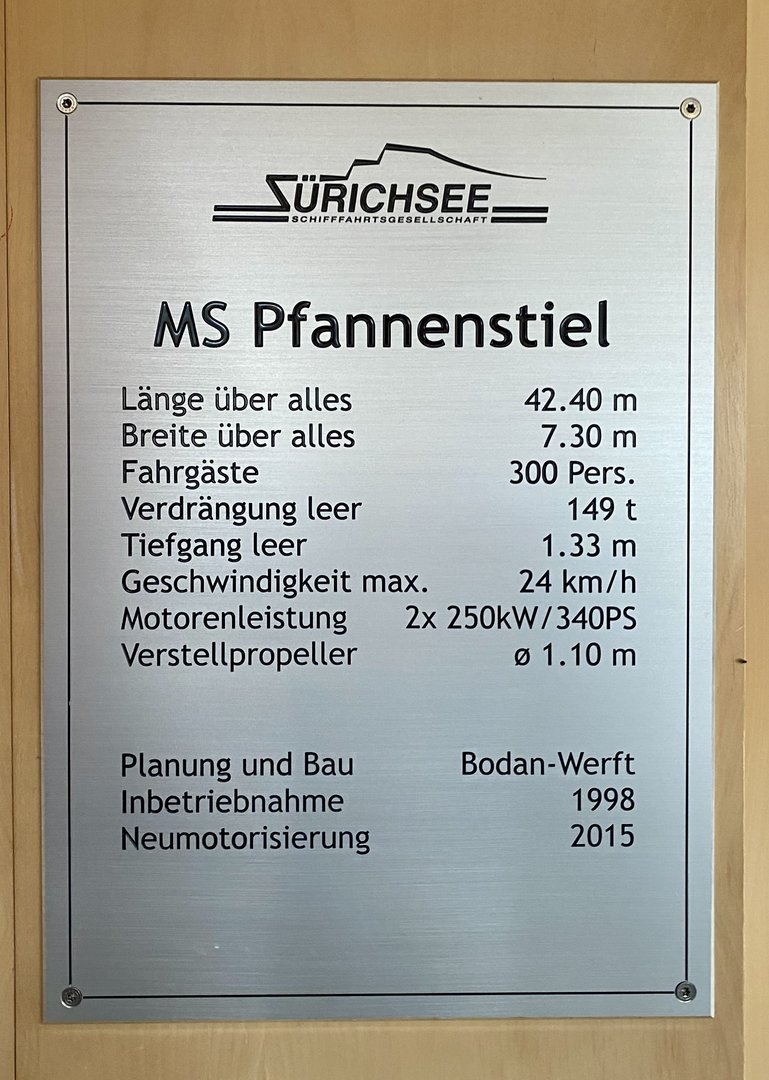 ZÜRICHSEE
SCHIFFFAHRTSGESELLSCHAFT
MS Pfannenstiel
Länge über alles 42.40 m
Breite über alles 7.30 m
Fahrgäste 300 Pers.
Verdrängung leer 149 t
Tiefgang leer 1.33 m
Geschwindigkeit max. 24 km/h
Motorenleistung 2x 250kW/340PS
Verstellpropeller ø 1.10 m
Planung und Bau Bodan-Werft
Inbetriebnahme 1998
Neumotorisierung 2015